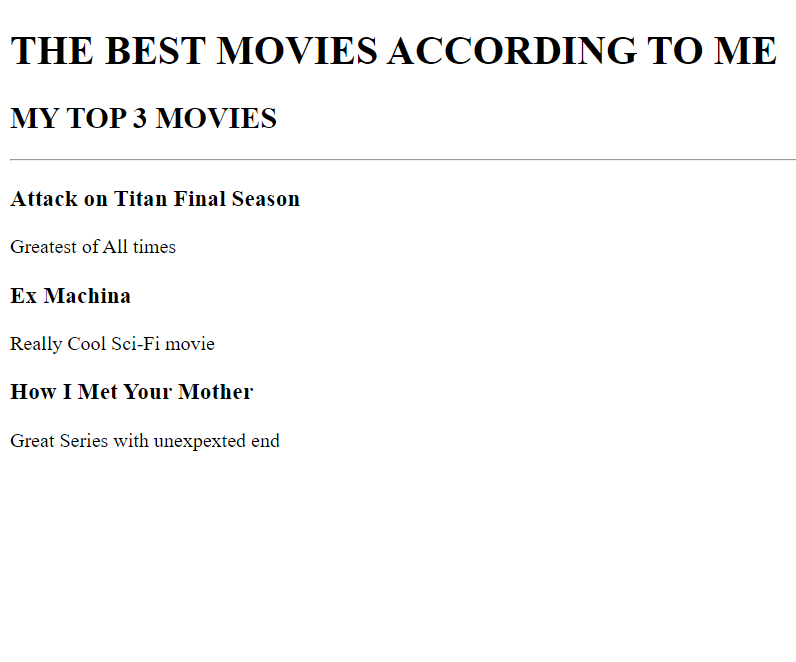 THE BEST MOVIES ACCORDING TO ME
MY TOP 3 MOVIES
Attack on Titan Final Season
Greatest of All times
Ex Machina
Really Cool Sci-Fi movie
How I Met Your Mother
Great Series with unexpexted end